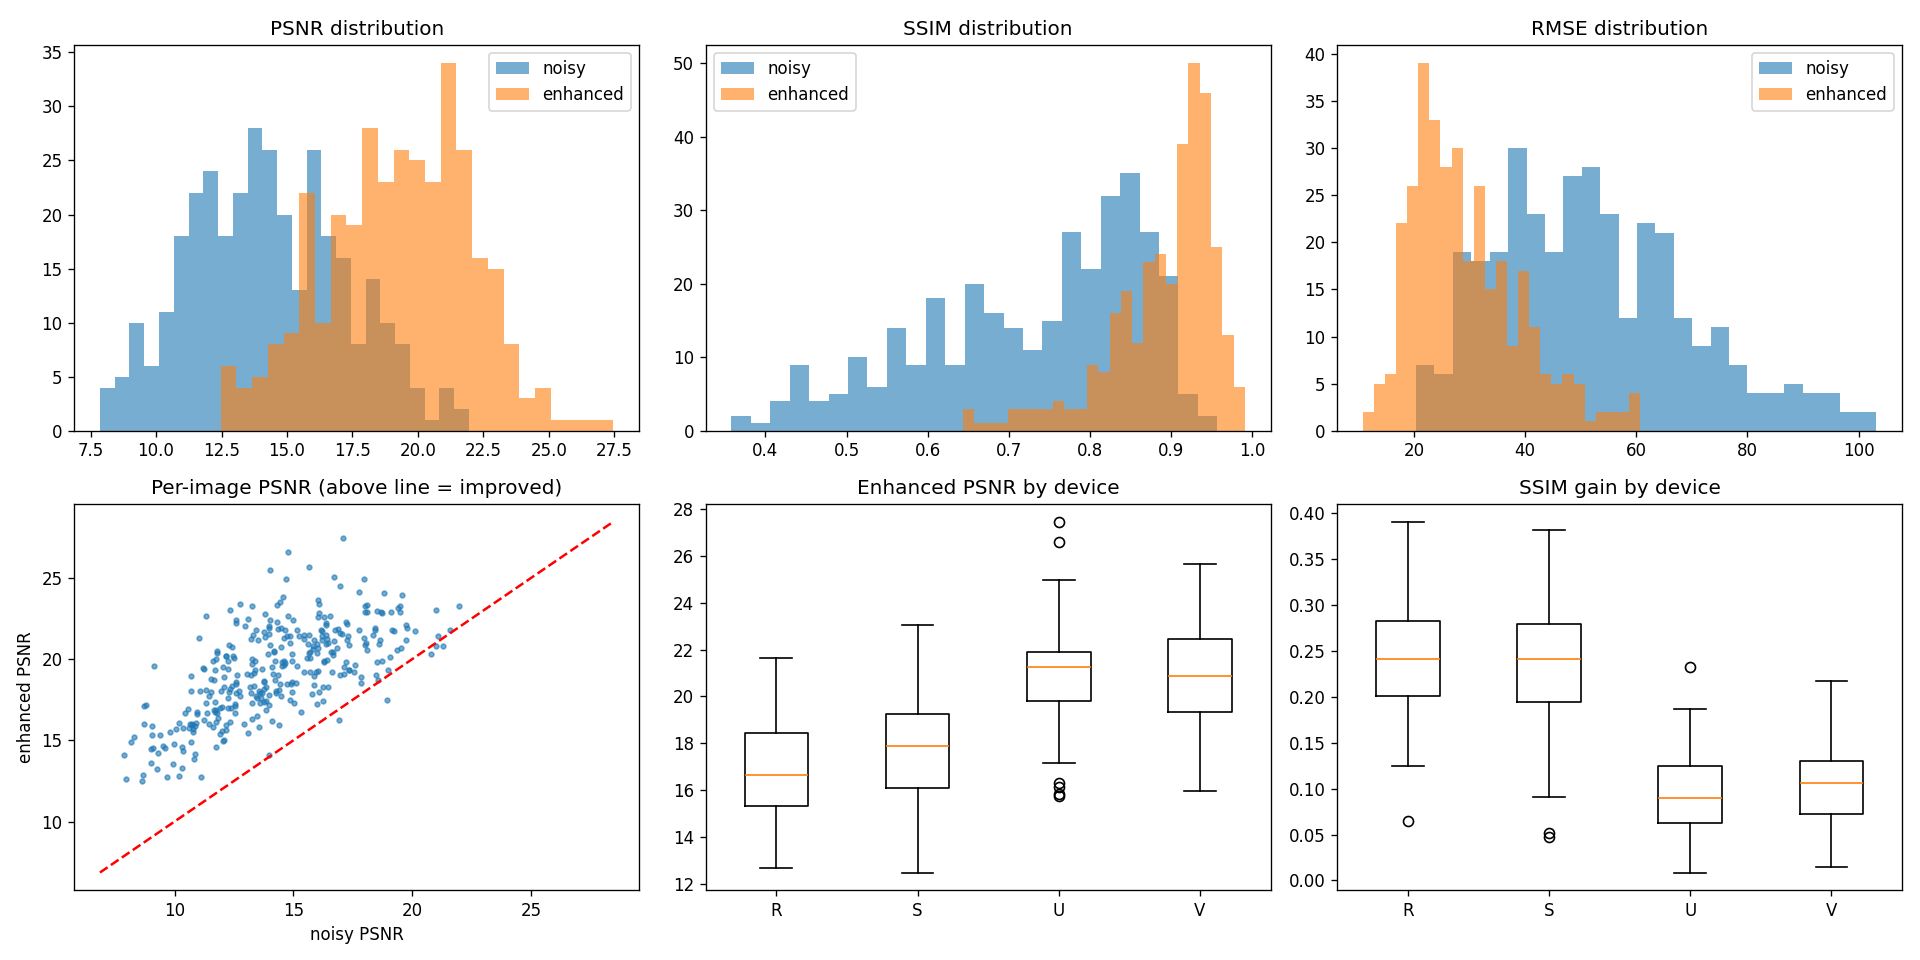 PSNR distribution
35
30
25
20
15
10
5
0
7.5 10.0 12.5 15.0 17.5 20.0 22.5 25.0 27.5
noisy
enhanced
SSIM distribution
50
40
30
20
10
0
0.4 0.5 0.6 0.7 0.8 0.9 1.0
noisy
enhanced
RMSE distribution
40
35
30
25
20
15
10
5
0
20 40 60 80 100
noisy
enhanced
Per-image PSNR (above line = improved)
enhanced PSNR
25
20
15
10
10 15 20 25
noisy PSNR
Enhanced PSNR by device
28
26
24
22
20
18
16
14
12
R S U V
SSIM gain by device
0.40
0.35
0.30
0.25
0.20
0.15
0.10
0.05
0.00
R S U V